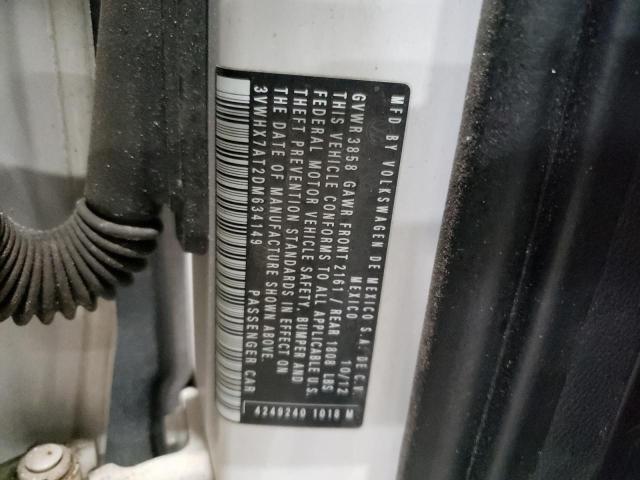 MFD BY VOLKSWAGEN DE MEXICO S.A. DE C.V.
MEXICO 10/12
GVWR 3858 GAWR FRONT 2161 / REAR 1808 LBS
THIS VEHICLE CONFORMS TO ALL APPLICABLE U.S.
FEDERAL MOTOR VEHICLE SAFETY, BUMPER AND
THEFT PREVENTION STANDARDS IN EFFECT ON
THE DATE OF MANUFACTURE SHOWN ABOVE.
3VWHX7AT2DM634149 PASSENGER CAR
4249240 1018 M